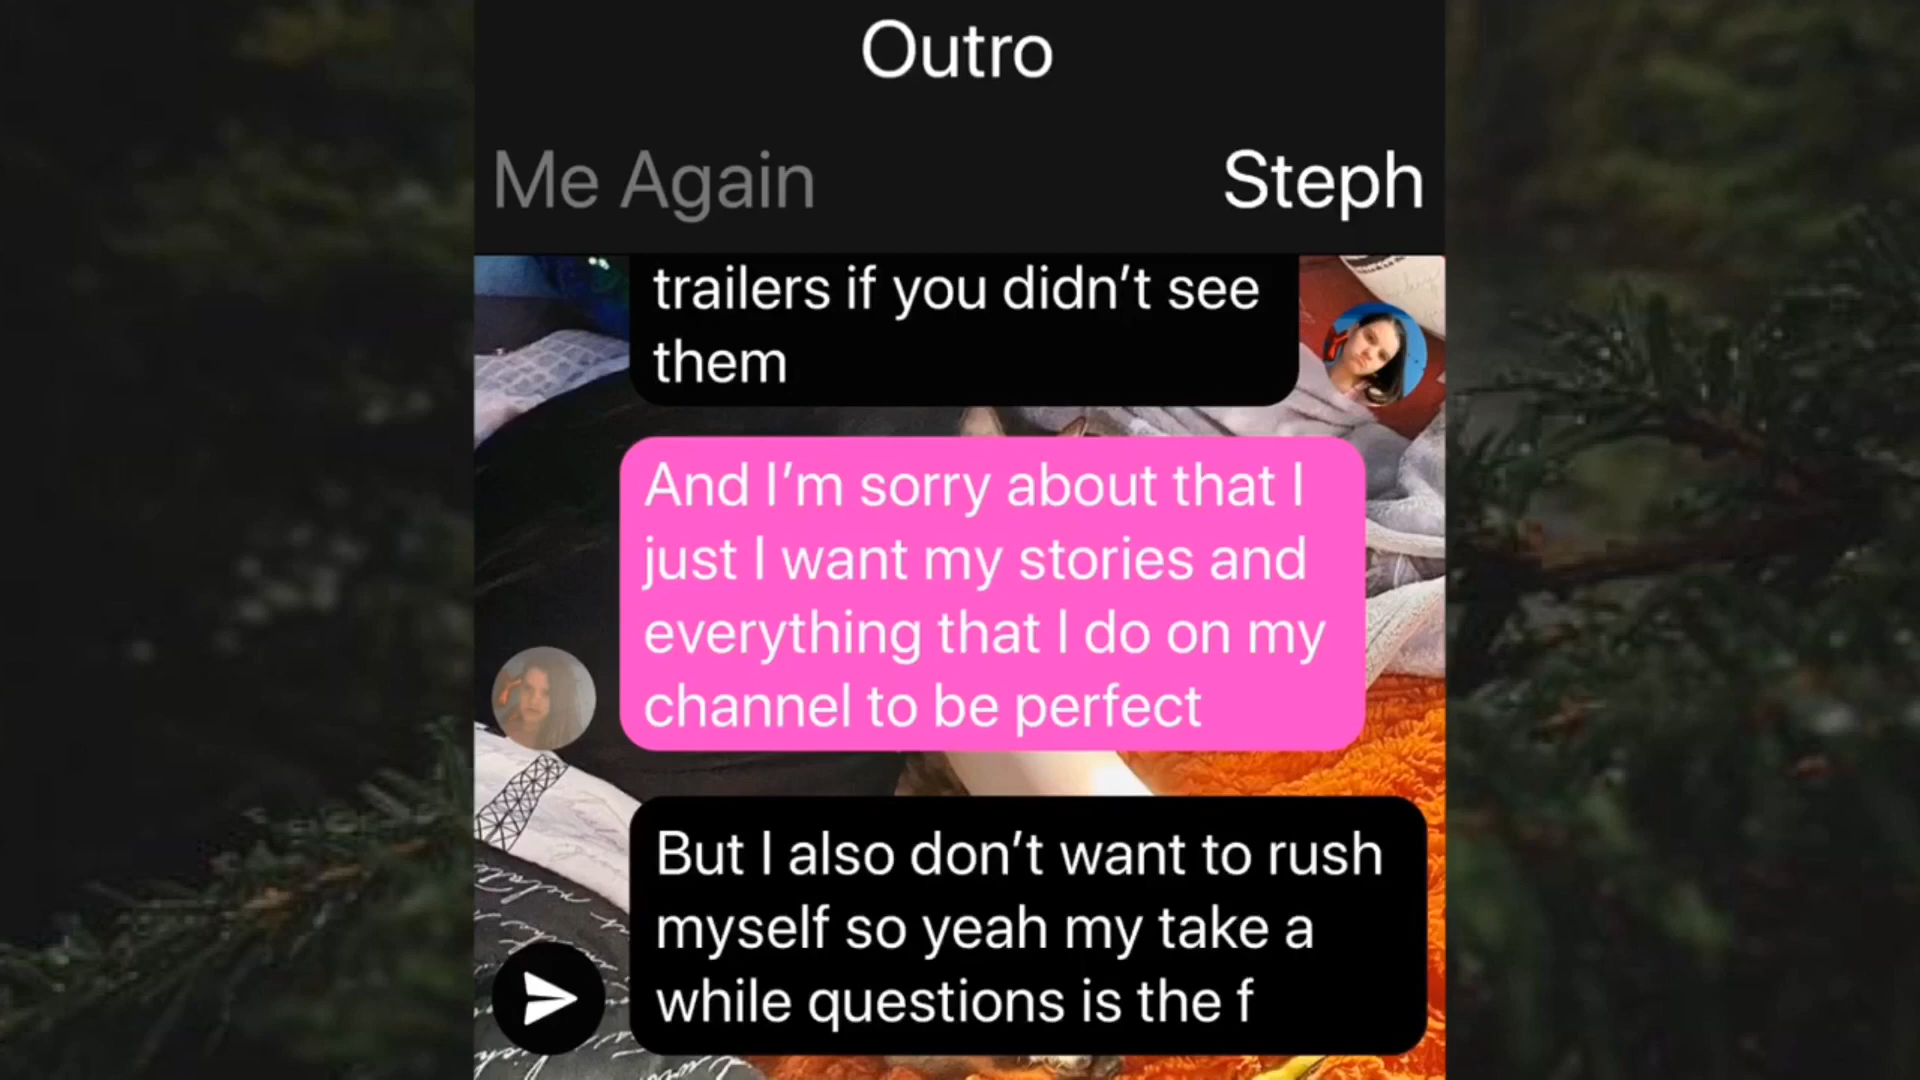 Outro
Me Again
Steph
trailers if you didn't see
them
And I'm sorry about that I
just I want my stories and
everything that I do on my
channel to be perfect
But I also don't want to rush
myself so yeah my take a
while questions is the f